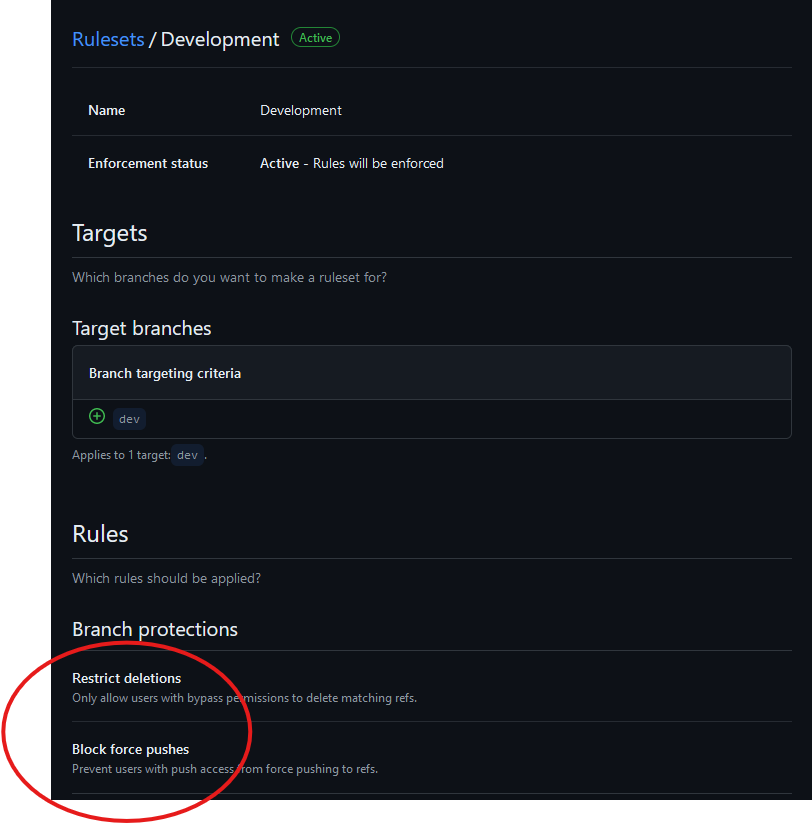 Rulesets / Development Active
Name Development
Enforcement status Active - Rules will be enforced
Targets
Which branches do you want to make a ruleset for?
Target branches
Branch targeting criteria
dev
Applies to 1 target: dev .
Rules
Which rules should be applied?
Branch protections
Restrict deletions
Only allow users with bypass permissions to delete matching refs.
Block force pushes
Prevent users with push access from force pushing to refs.